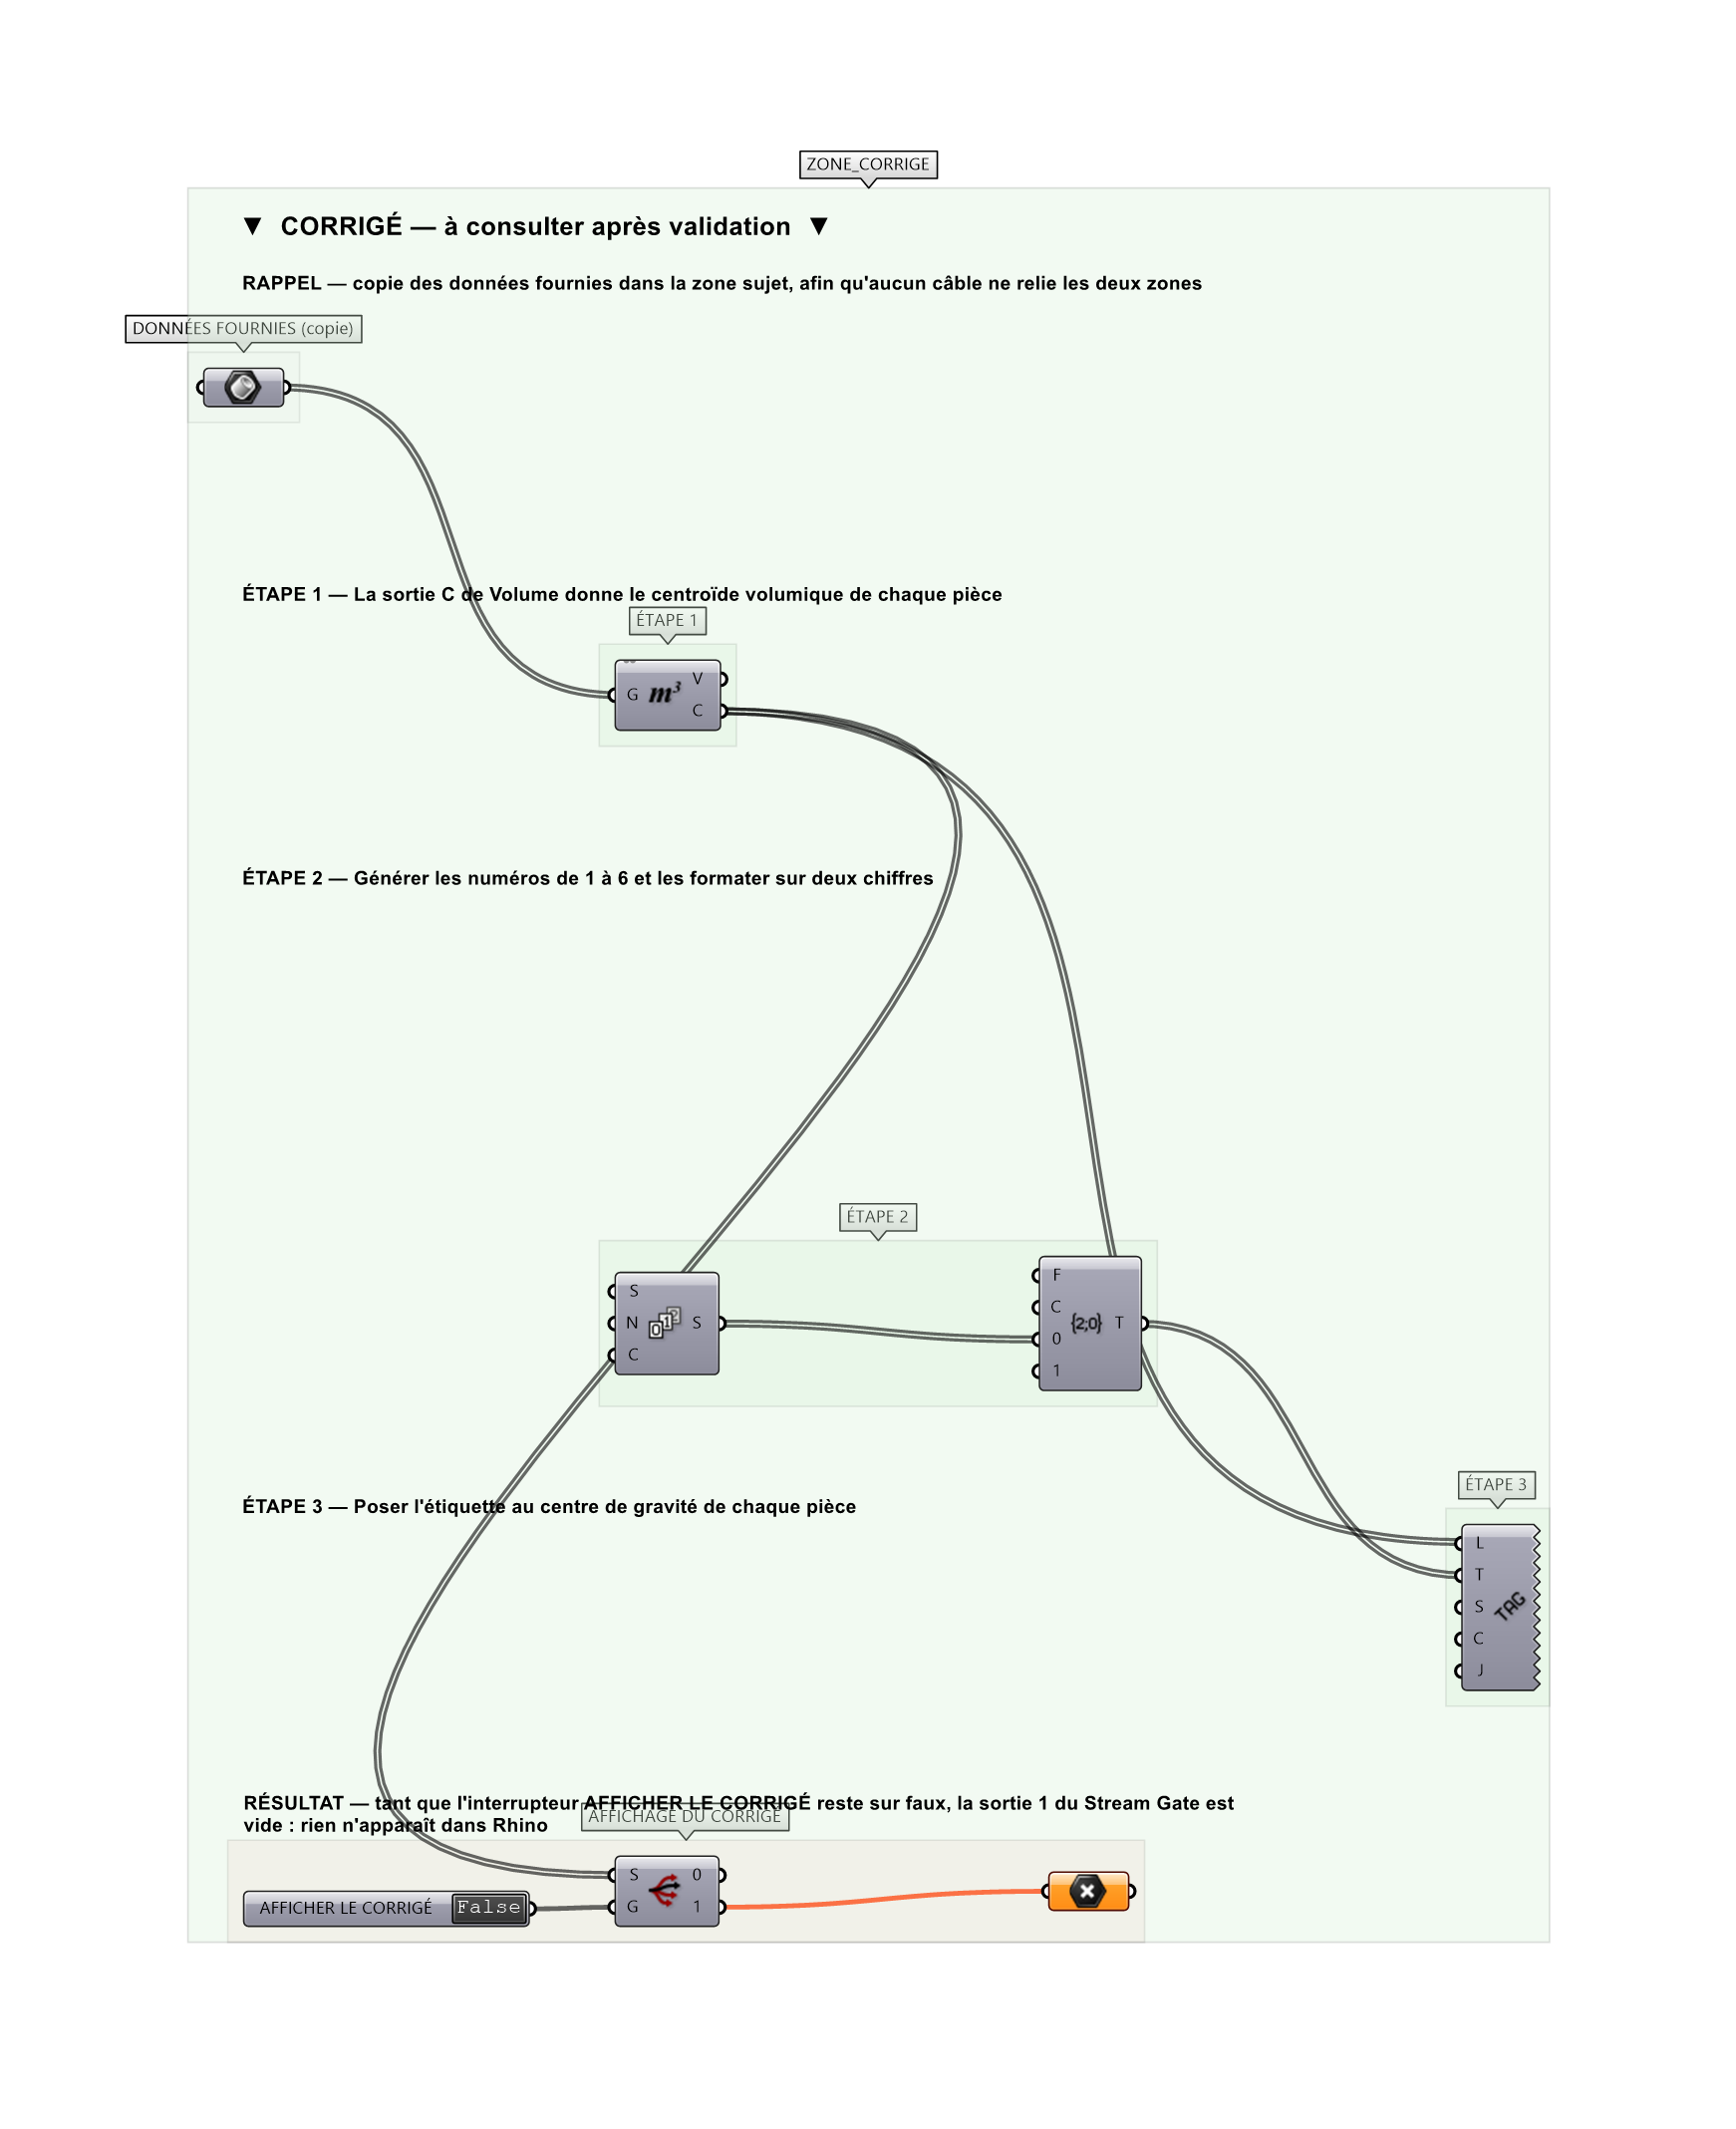 ZONE_CORRIGE
▼ CORRIGÉ — à consulter après validation ▼
RAPPEL — copie des données fournies dans la zone sujet, afin qu'aucun câble ne relie les deux zones
DONNÉES FOURNIES (copie)
ÉTAPE 1 — La sortie C de Volume donne le centroïde volumique de chaque pièce
ÉTAPE 1
G m³ V
C
ÉTAPE 2 — Générer les numéros de 1 à 6 et les formater sur deux chiffres
ÉTAPE 2
S
N 0 1 2 S
C
F
C
0 {2;0} T
1
ÉTAPE 3 — Poser l'étiquette au centre de gravité de chaque pièce
ÉTAPE 3
L
T
S TAG
C
J
RÉSULTAT — tant que l'interrupteur AFFICHER LE CORRIGÉ reste sur faux, la sortie 1 du Stream Gate est
vide : rien n'apparaît dans Rhino
AFFICHAGE DU CORRIGÉ
AFFICHER LE CORRIGÉ False
S 0
G 1